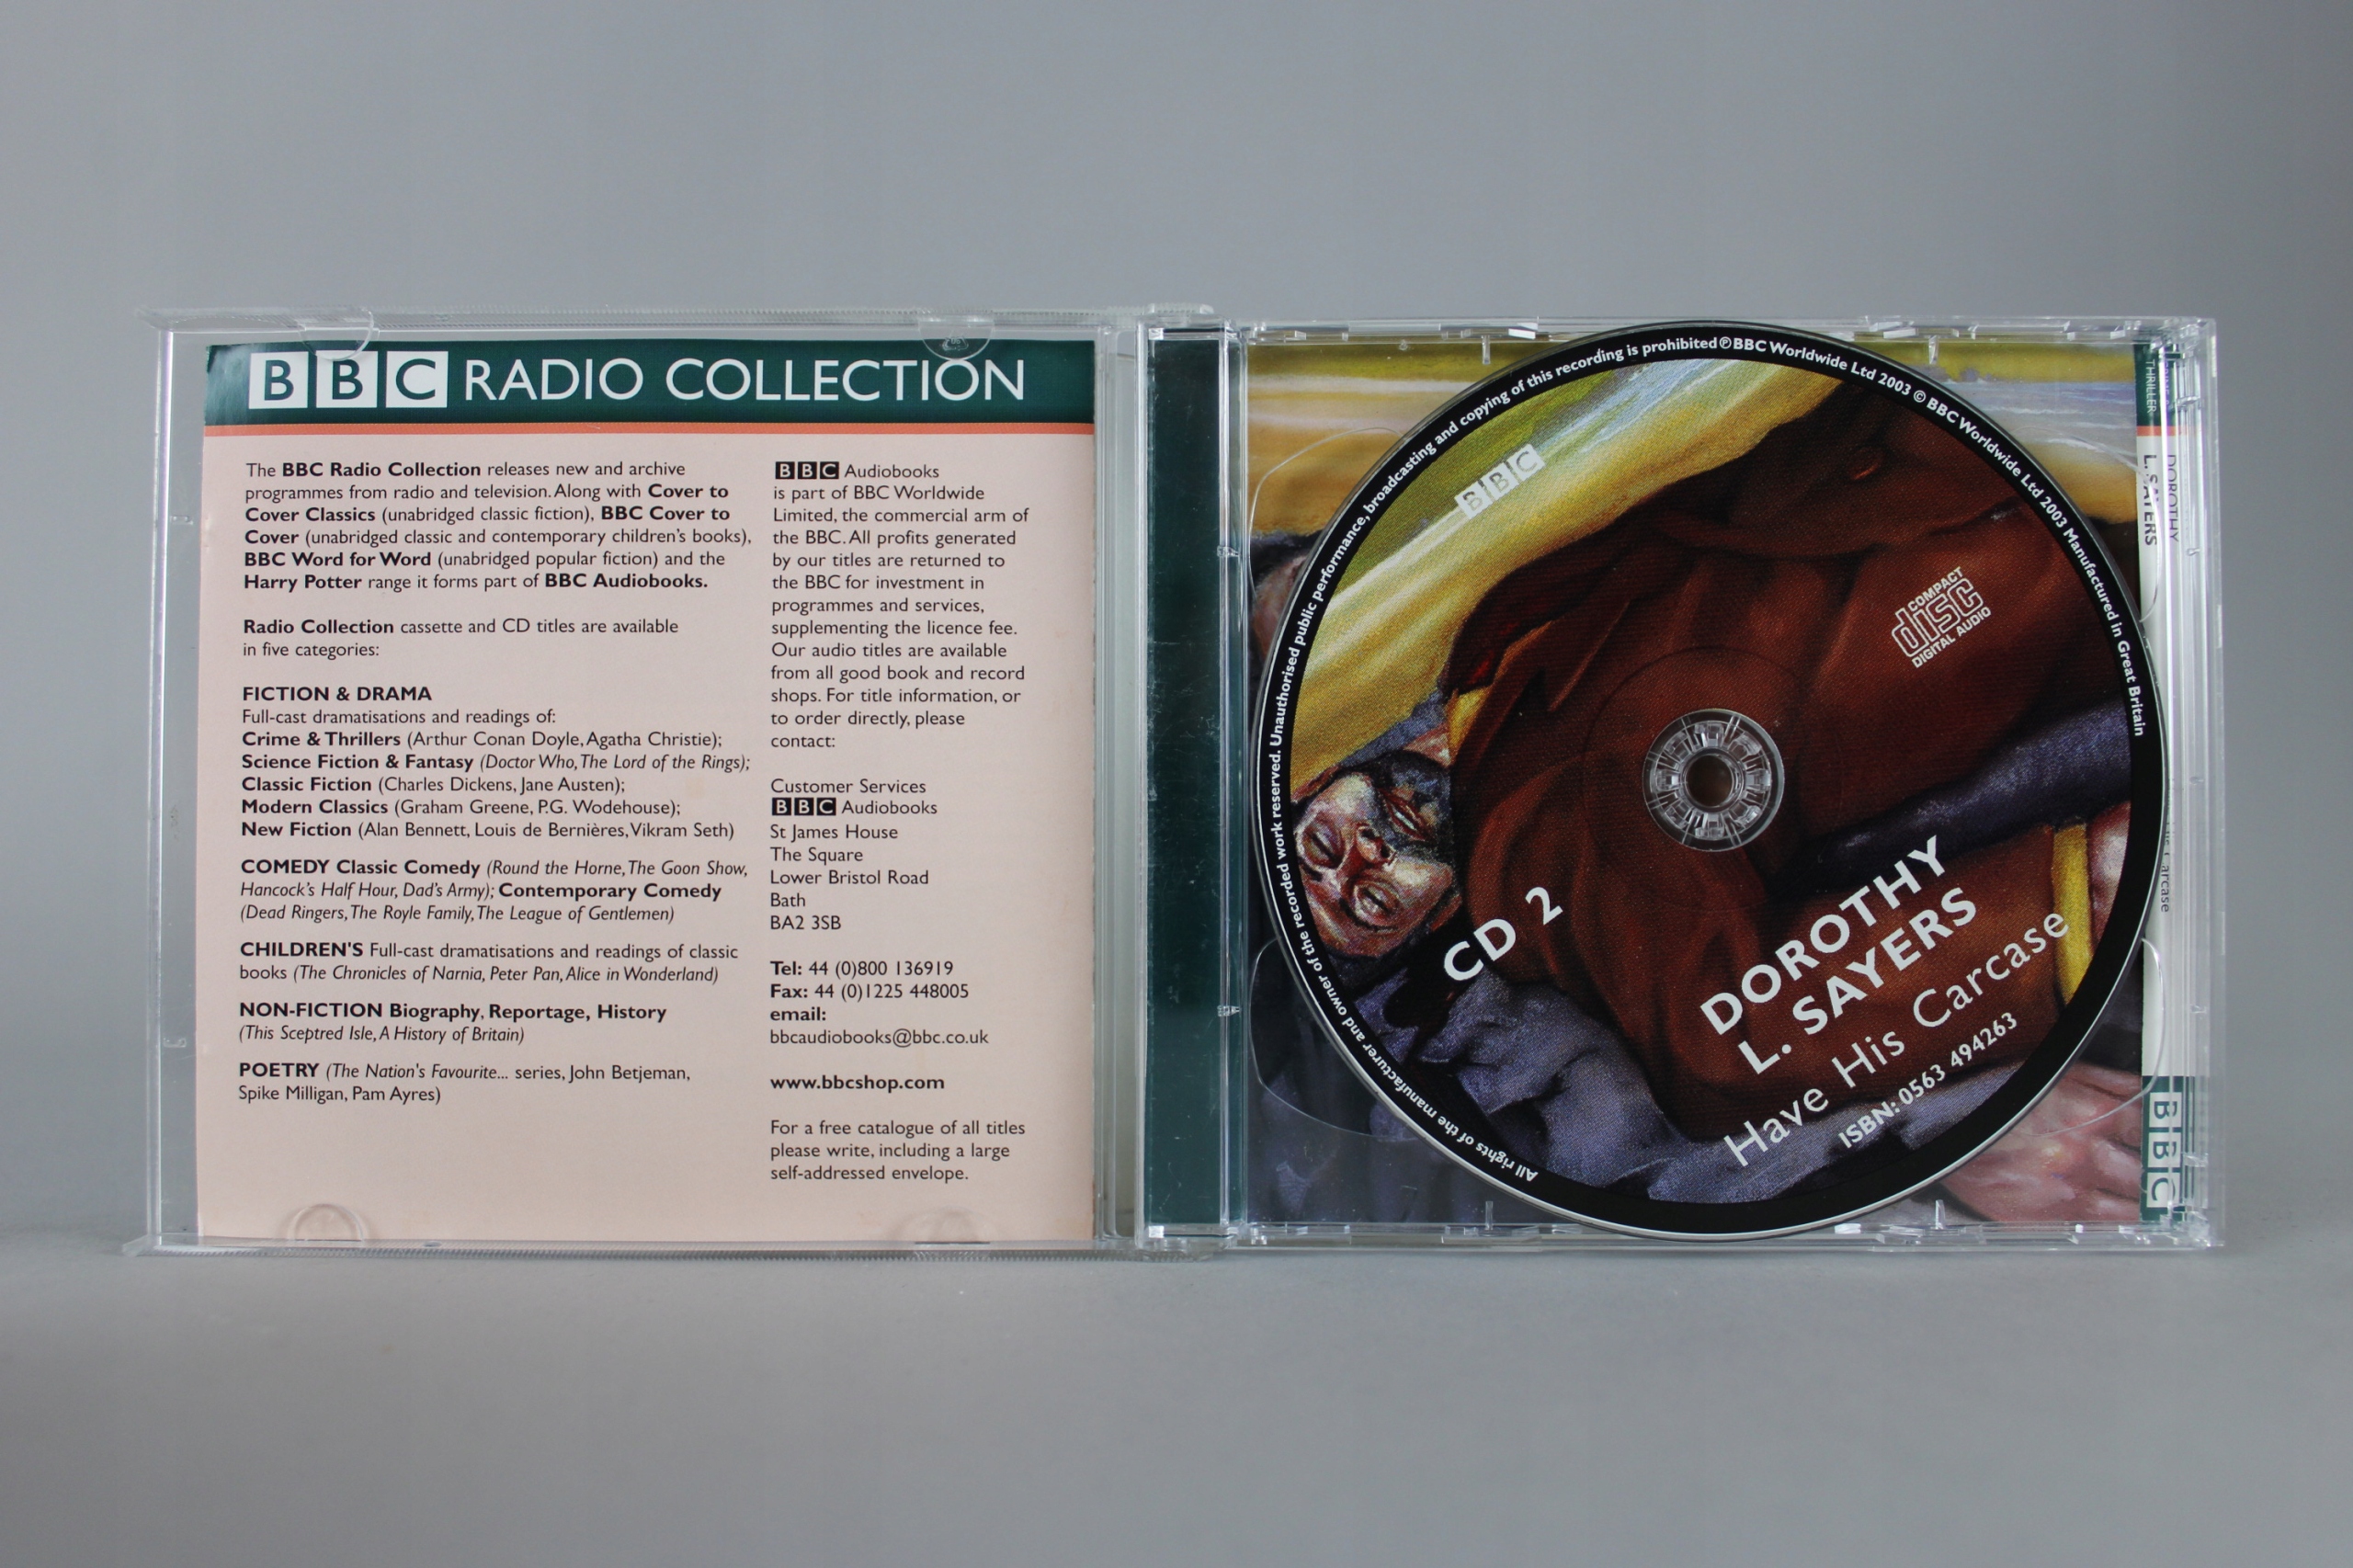 BBC RADIO COLLECTION
The BBC Radio Collection releases new and archive
programmes from radio and television. Along with Cover to
Cover Classics (unabridged classic fiction), BBC Cover to
Cover (unabridged classic and contemporary children's books),
BBC Word for Word (unabridged popular fiction) and the
Harry Potter range it forms part of BBC Audiobooks.
Radio Collection cassette and CD titles are available
in five categories:
FICTION & DRAMA
Full-cast dramatisations and readings of:
Crime & Thrillers (Arthur Conan Doyle, Agatha Christie);
Science Fiction & Fantasy (Doctor Who, The Lord of the Rings);
Classic Fiction (Charles Dickens, Jane Austen);
Modern Classics (Graham Greene, P.G. Wodehouse);
New Fiction (Alan Bennett, Louis de Bernières, Vikram Seth)
COMEDY Classic Comedy (Round the Horne, The Goon Show,
Hancock's Half Hour, Dad's Army); Contemporary Comedy
(Dead Ringers, The Royle Family, The League of Gentlemen)
CHILDREN'S Full-cast dramatisations and readings of classic
books (The Chronicles of Narnia, Peter Pan, Alice in Wonderland)
NON-FICTION Biography, Reportage, History
(This Sceptred Isle, A History of Britain)
POETRY (The Nation's Favourite... series, John Betjeman,
Spike Milligan, Pam Ayres)
BBC Audiobooks
is part of BBC Worldwide
Limited, the commercial arm of
the BBC. All profits generated
by our titles are returned to
the BBC for investment in
programmes and services,
supplementing the licence fee.
Our audio titles are available
from all good book and record
shops. For title information, or
to order directly, please
contact:
Customer Services
BBC Audiobooks
St James House
The Square
Lower Bristol Road
Bath
BA2 3SB
Tel: 44 (0)800 136919
Fax: 44 (0)1225 448005
email:
bbcaudiobooks@bbc.co.uk
www.bbcshop.com
For a free catalogue of all titles
please write, including a large
self-addressed envelope.
All rights of the manufacturer and owner of the recorded work reserved. Unauthorised public performance, broadcasting and copying of this recording is prohibited ℗ BBC Worldwide Ltd 2003 © BBC Worldwide Ltd 2003 Manufactured in Great Britain
BBC
COMPACT
disc
DIGITAL AUDIO
CD 2
DOROTHY
L. SAYERS
Have His Carcase
ISBN: 0563 494263
THRILLER
DOROTHY
L. SAYERS
Carcase
BBC